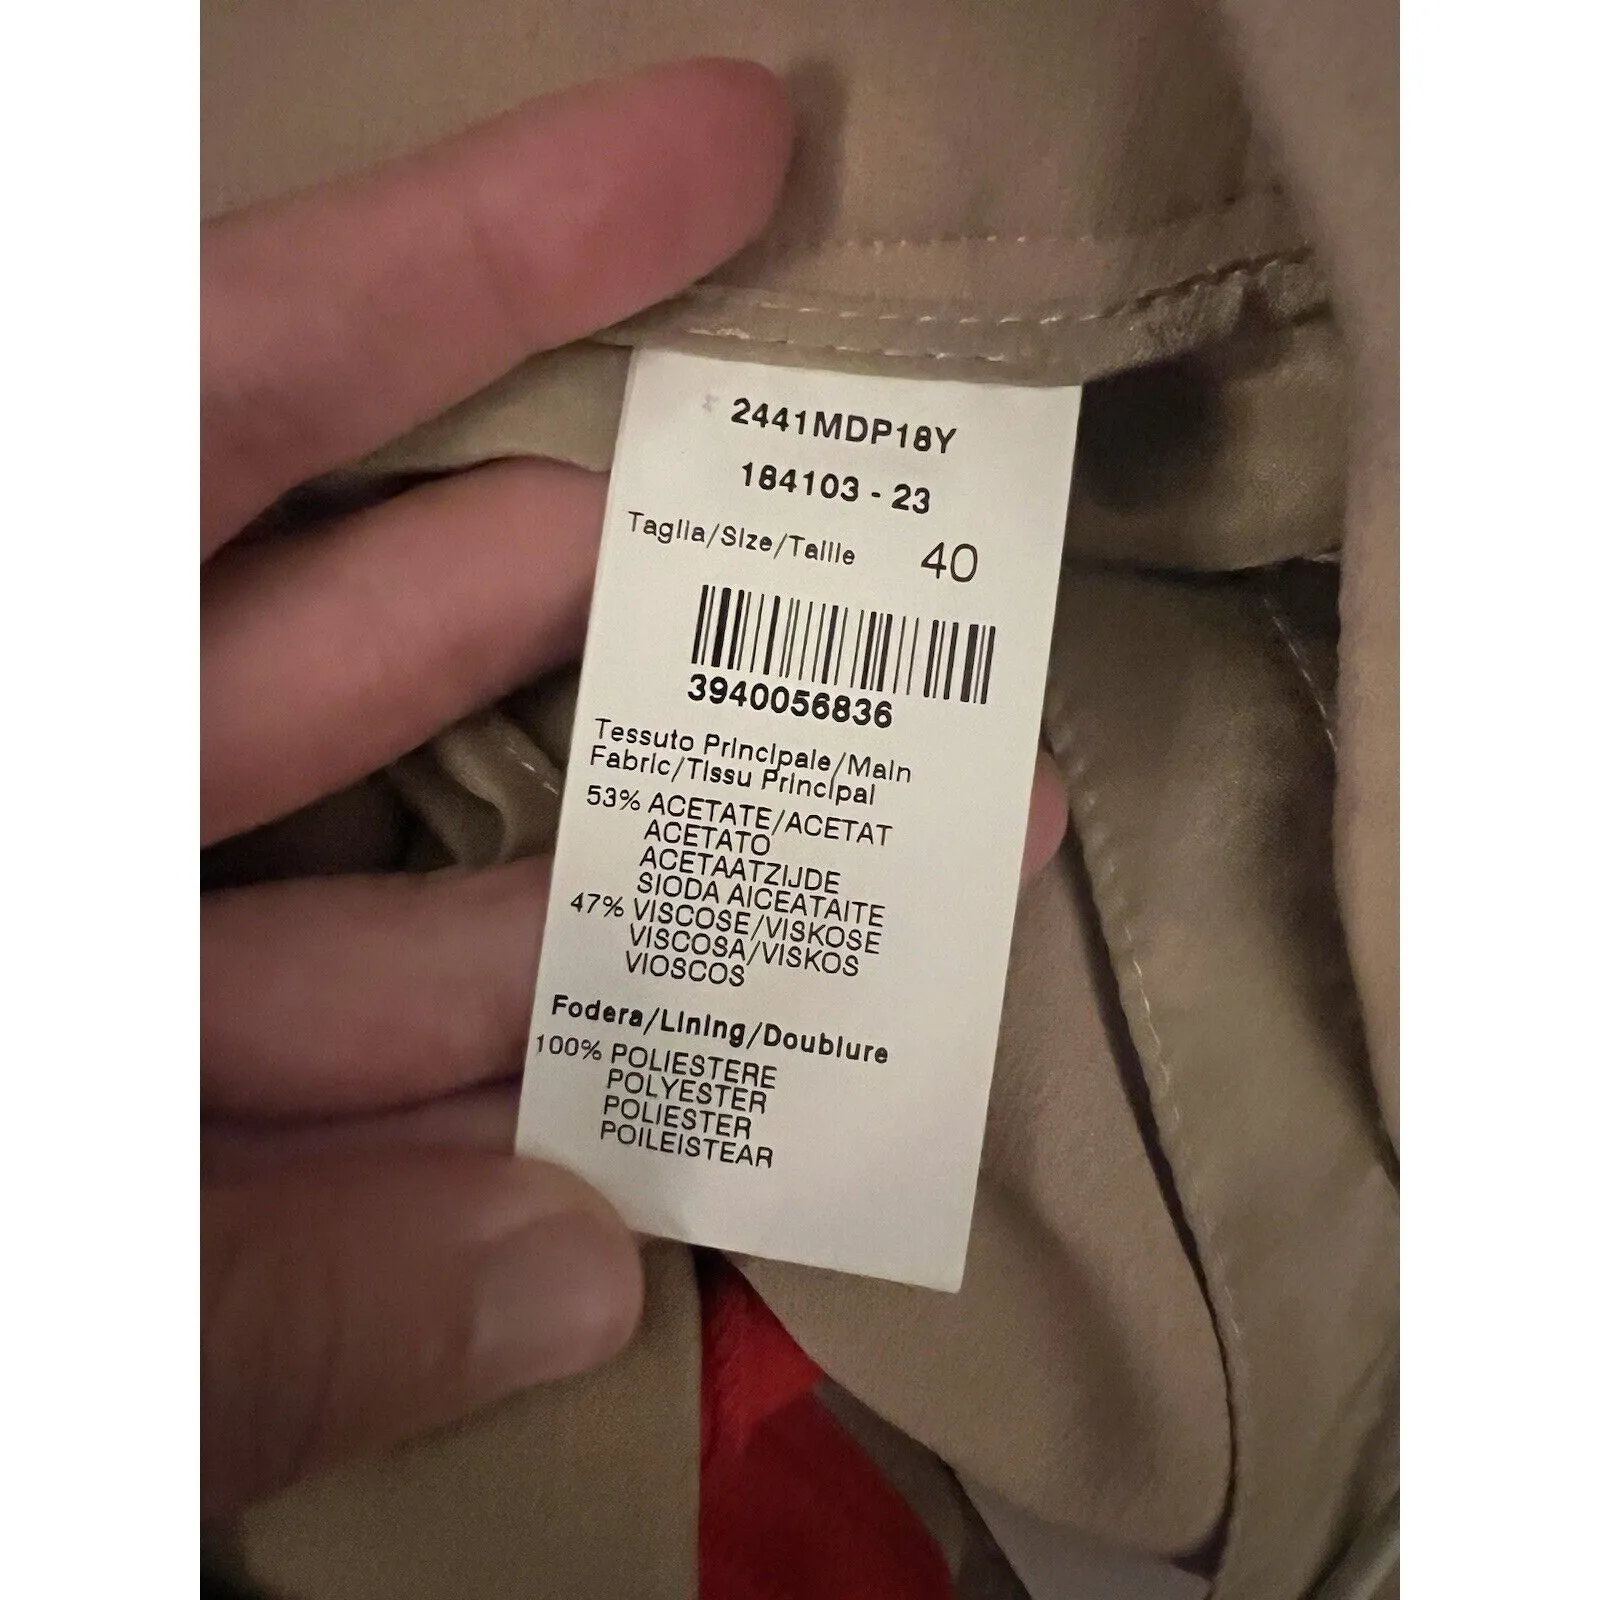 2441MDP18Y
184103 - 23
Taglia/Size/Taille 40
3940056836
Tessuto Principale/Main
Fabric/Tissu Principal
53% ACETATE/ACETAT
ACETATO
ACETAATZIJDE
SIODA AICEATAITE
47% VISCOSE/VISKOSE
VISCOSA/VISKOS
VIOSCOS
Fodera/Lining/Doublure
100% POLIESTERE
POLYESTER
POLIESTER
POILEISTEAR